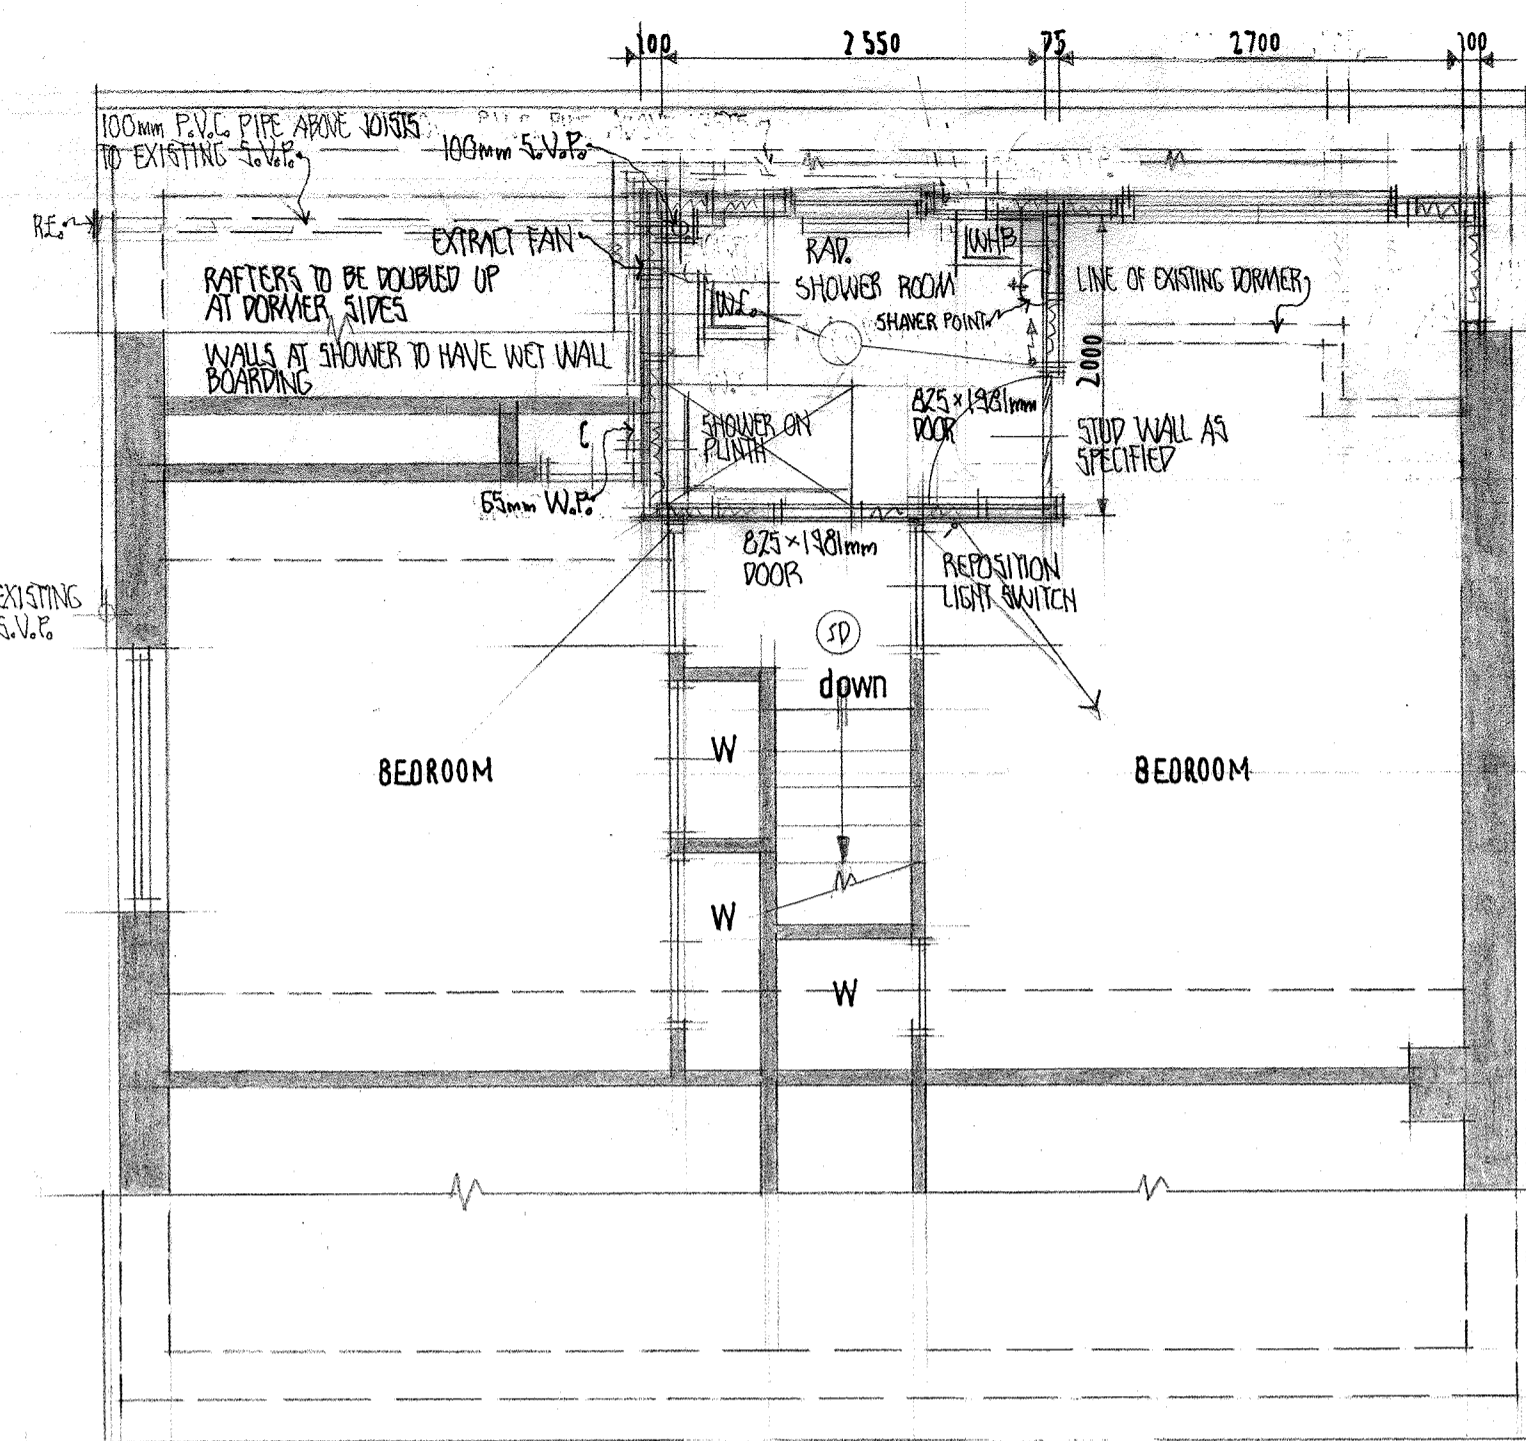 100 2550 75 2700 100
100mm P.V.C. PIPE ABOVE JOISTS
TO EXISTING S.V.P.
100mm S.V.P.
R.E.
EXTRACT FAN
RAFTERS TO BE DOUBLED UP
AT DORMER SIDES
WALLS AT SHOWER TO HAVE WET WALL
BOARDING
RAD.
WHB
SHOWER ROOM
W.C.
SHAVER POINT
LINE OF EXISTING DORMER
2000
825×1981mm
DOOR
SHOWER ON
PLINTH
STUD WALL AS
SPECIFIED
C
65mm W.P.
825×1981mm
DOOR
REPOSITION
LIGHT SWITCH
EXISTING
S.V.P.
SD
down
W
BEDROOM
BEDROOM
W
W